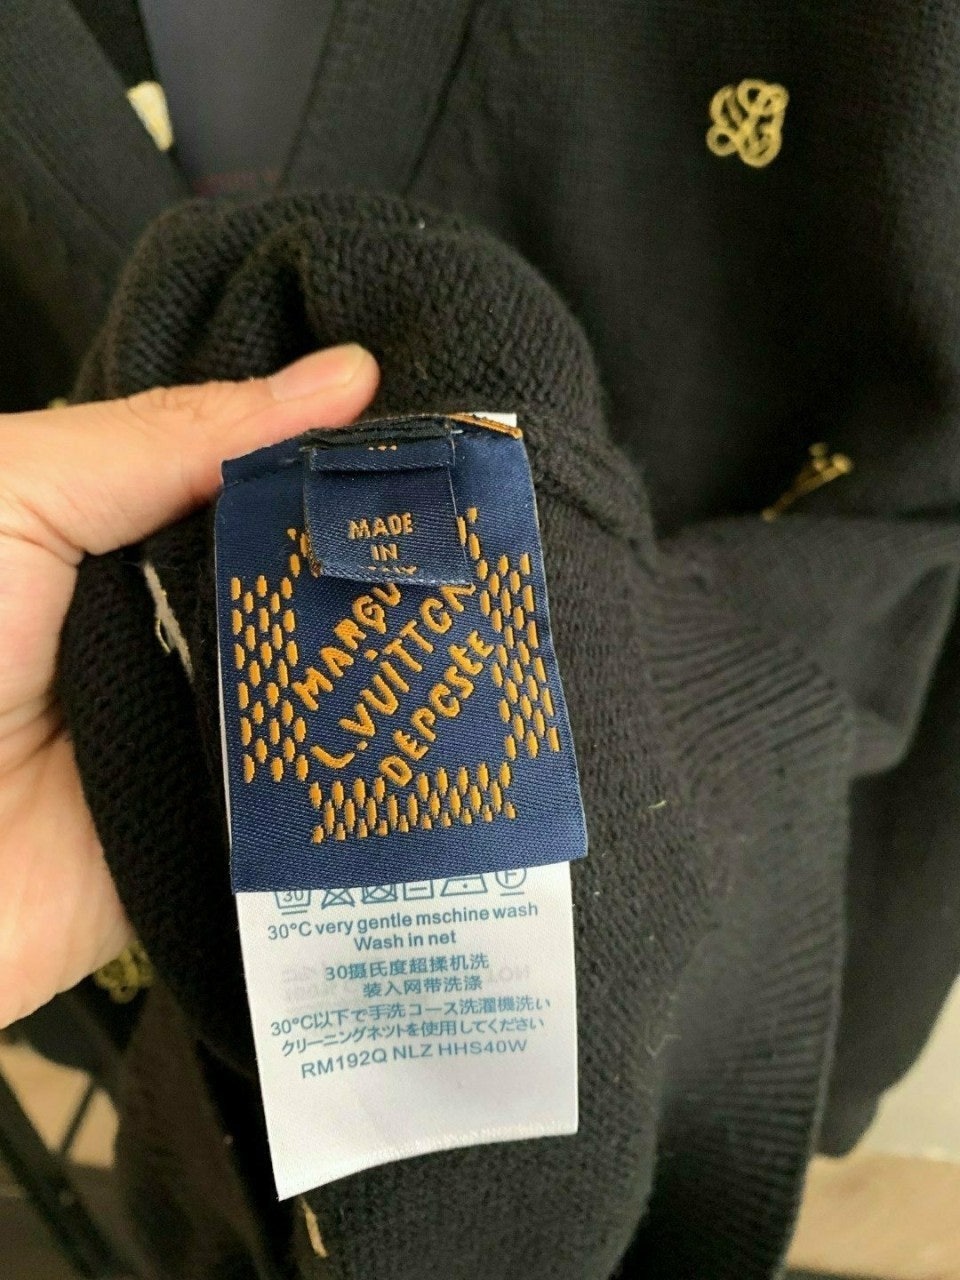 MADE
IN
MARQU
L.VUITTON
DEPCSEE
30
30°C very gentle mschine wash
Wash in net
30摄氏度超揉机洗
装入网带洗涤
30°C以下で手洗コース洗濯機洗い
クリーニングネットを使用してください
RM192Q NLZ HHS40W